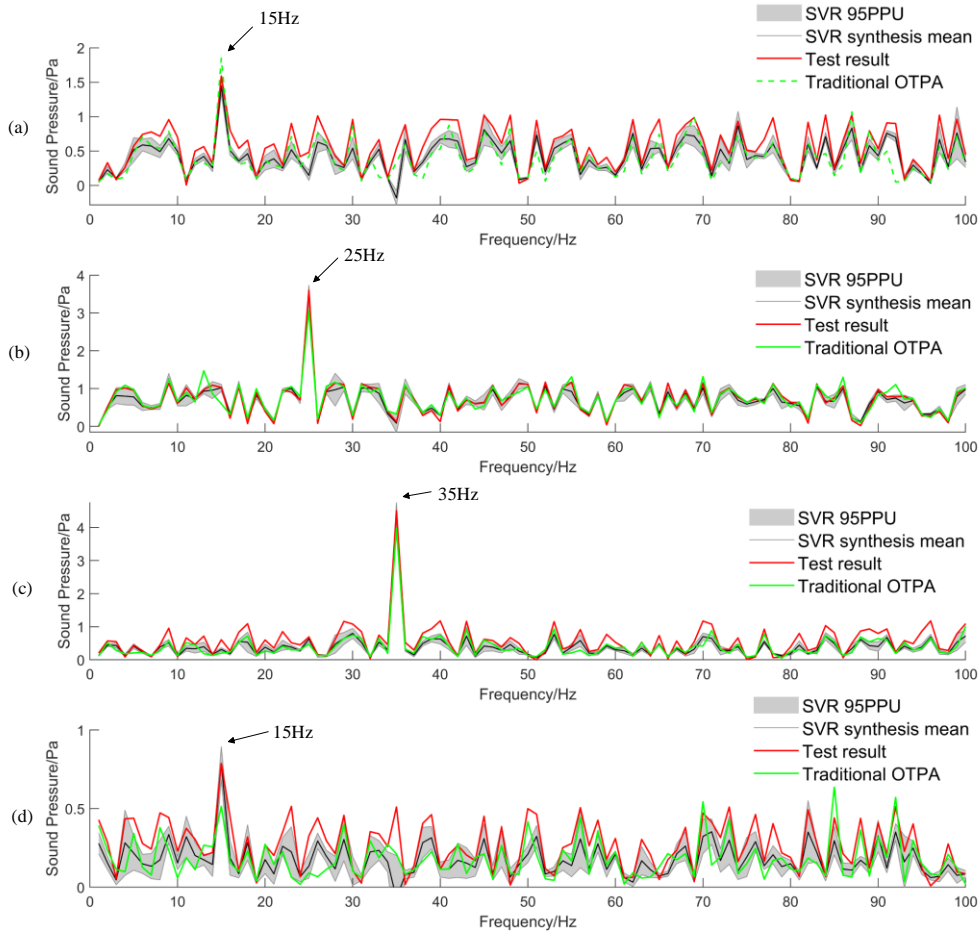 (a)
15Hz
SVR 95PPU
SVR synthesis mean
Test result
Traditional OTPA
Sound Pressure/Pa
2
1.5
1
0.5
0
0 10 20 30 40 50 60 70 80 90 100
Frequency/Hz
(b)
25Hz
SVR 95PPU
SVR synthesis mean
Test result
Traditional OTPA
Sound Pressure/Pa
4
3
2
1
0
0 10 20 30 40 50 60 70 80 90 100
Frequency/Hz
(c)
35Hz
SVR 95PPU
SVR synthesis mean
Test result
Traditional OTPA
Sound Pressure/Pa
4
3
2
1
0
0 10 20 30 40 50 60 70 80 90 100
Frequency/Hz
(d)
15Hz
SVR 95PPU
SVR synthesis mean
Test result
Traditional OTPA
Sound Pressure/Pa
1
0.5
0
0 10 20 30 40 50 60 70 80 90 100
Frequency/Hz